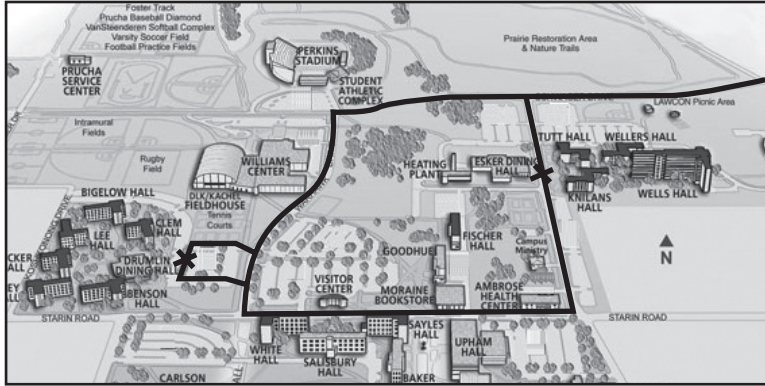 Foster Track
Prucha Baseball Diamond
VanSteenderen Softball Complex
Varsity Soccer Field
Football Practice Fields
PERKINS
STADIUM
Prairie Restoration Area
& Nature Trails
PRUCHA
SERVICE
CENTER
STUDENT
ATHLETIC
COMPLEX
LAWCON Picnic Area
Intramural
Fields
TUTT HALL
WELLERS HALL
Rugby
Field
WILLIAMS
CENTER
HEATING
PLANT
ESKER DINING
HALL
BIGELOW HALL
DLK/KACHEL
FIELDHOUSE
KNILANS
HALL
WELLS HALL
Tennis
Courts
CLEM
HALL
LEE
HALL
FISCHER
HALL
DRUMLIN
DINING HALL
GOODHUE
Campus
Ministry
N
HALL
VISITOR
CENTER
BENSON
HALL
MORAINE
BOOKSTORE
AMBROSE
HEALTH
CENTER
HALL
STARIN ROAD
STARIN ROAD
WHITE
HALL
SAYLES
HALL
SALISBURY
HALL
UPHAM
HALL
CARLSON
BAKER